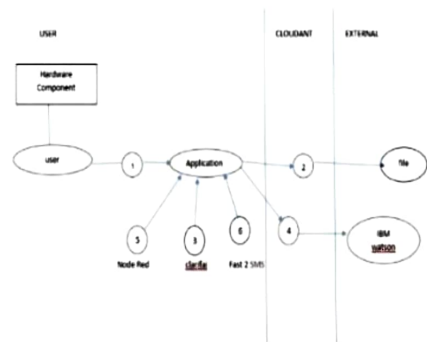 USER
CLOUDANT
EXTERNAL
Hardware
Component
user
1
Application
2
file
5
3
6
4
IBM
watson
Node Red
clarifai
Fast 2 SMS